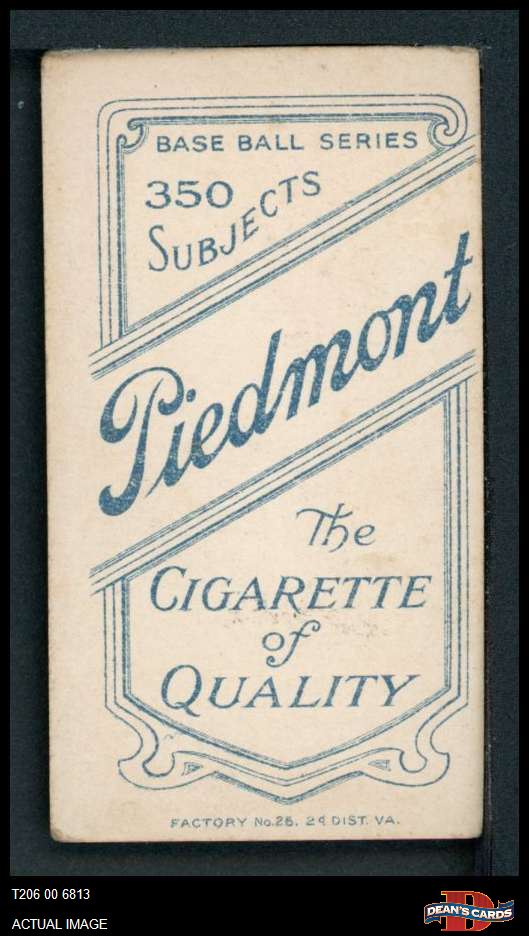 BASE BALL SERIES
350
SUBJECTS
Piedmont
The
CIGARETTE
of
QUALITY
FACTORY No. 25. 2d DIST. VA.
T206 00 6813
ACTUAL IMAGE
D
DEAN'S CARDS